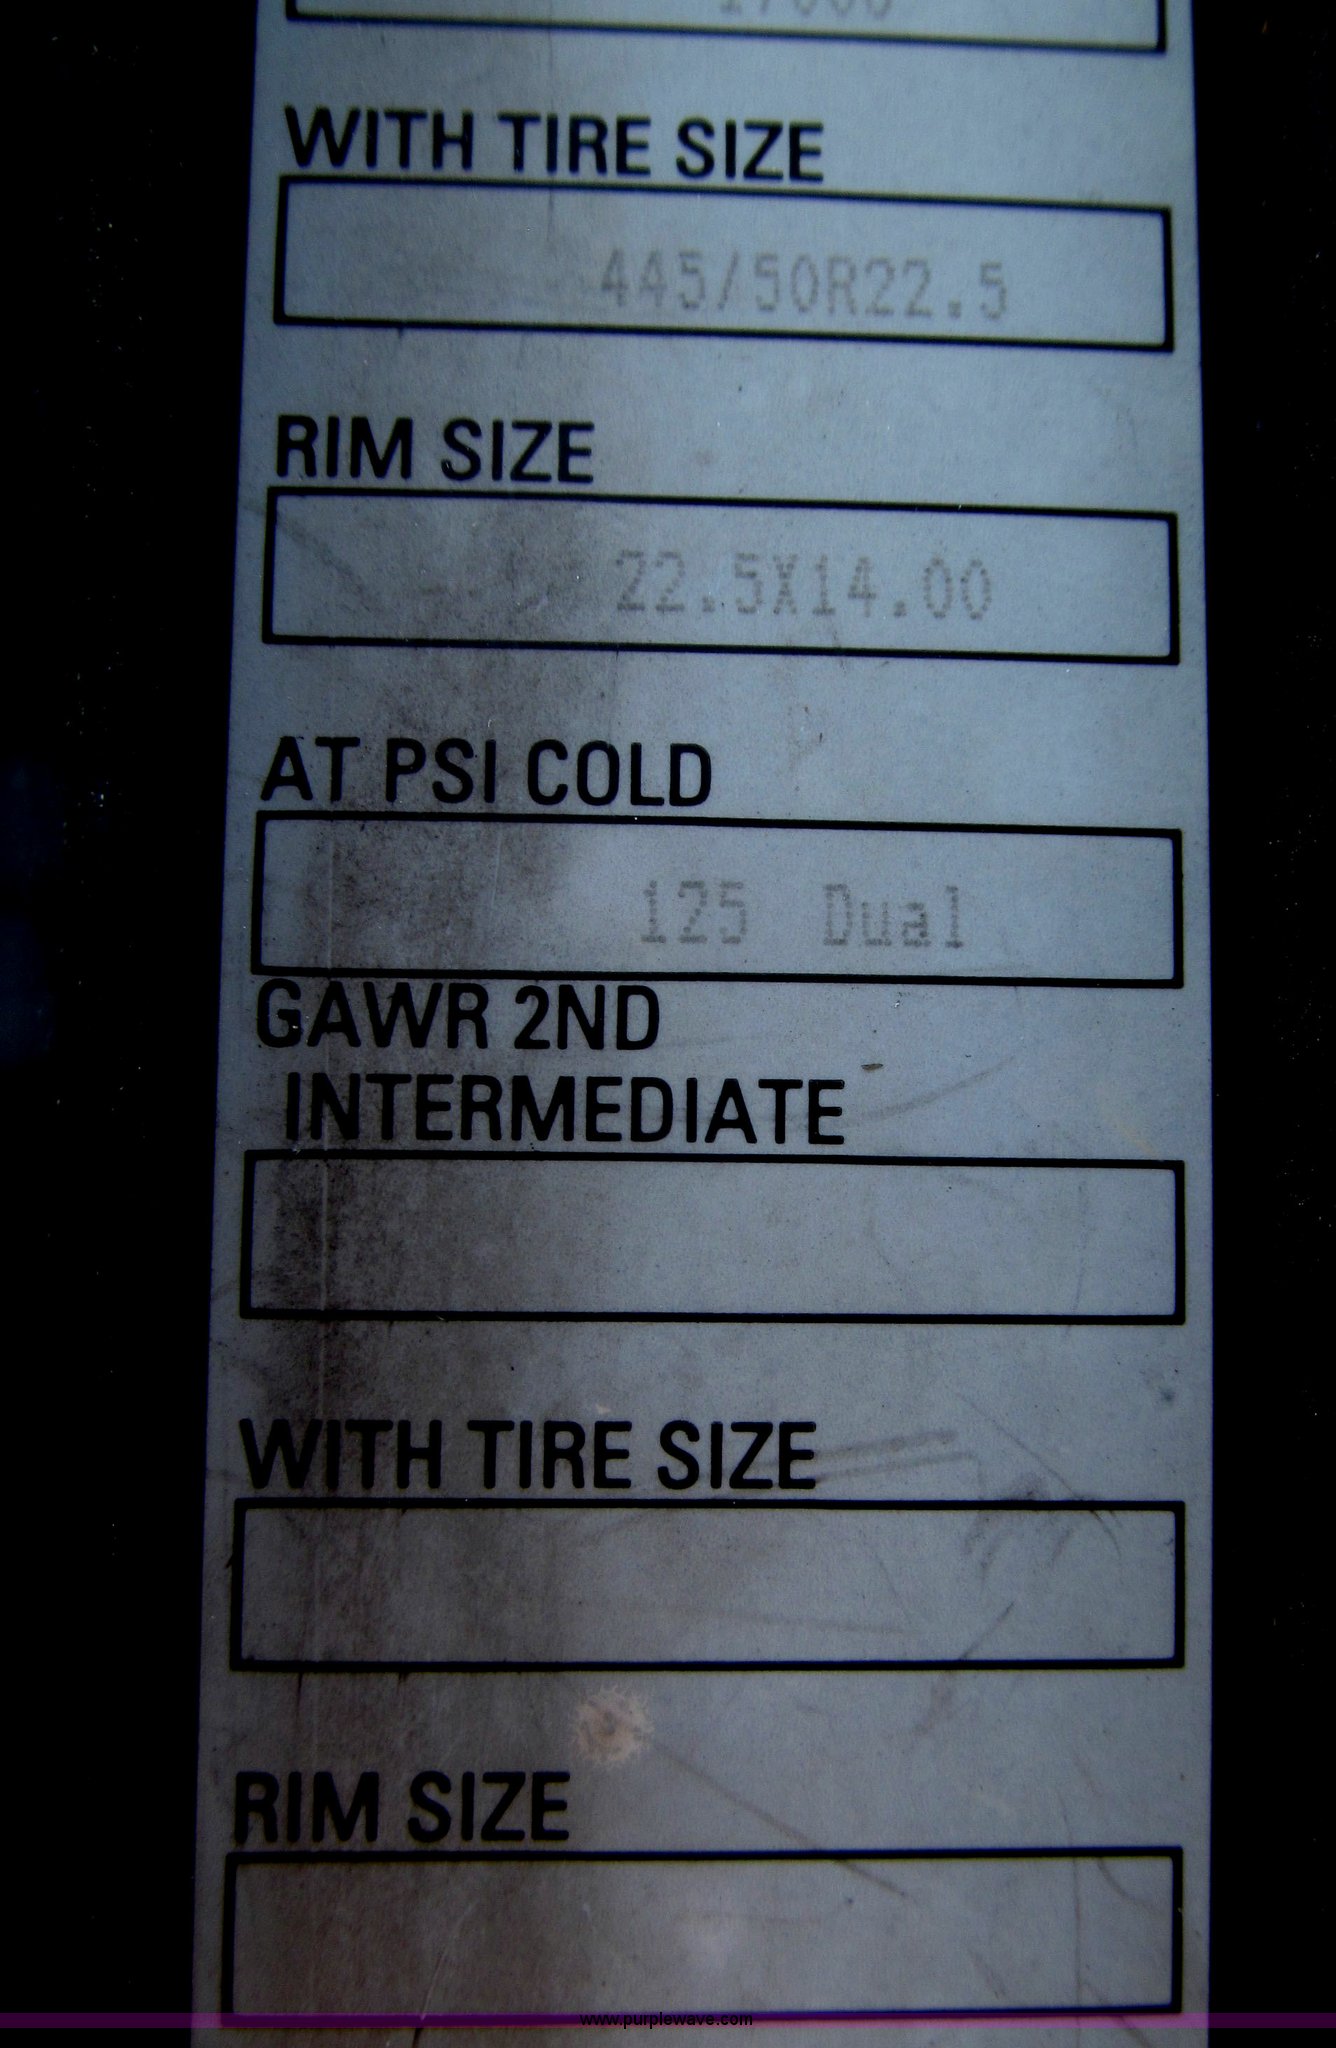 WITH TIRE SIZE
445/50R22.5
RIM SIZE
22.5X14.00
AT PSI COLD
125 Dual
GAWR 2ND
INTERMEDIATE
WITH TIRE SIZE
RIM SIZE
www.purplewave.com